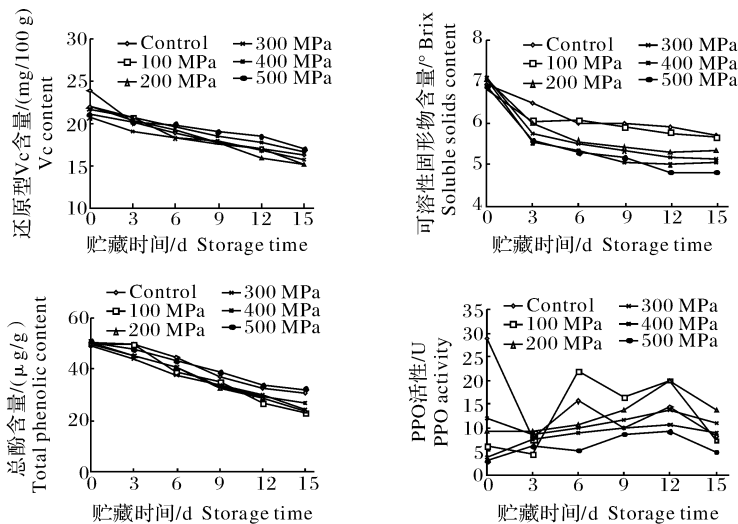 还原型Vc含量/(mg/100 g)
Vc content
30
25
20
15
10
Control
100 MPa
200 MPa
300 MPa
400 MPa
500 MPa
0 3 6 9 12 15
贮藏时间/d Storage time
可溶性固形物含量/° Brix
Soluble solids content
8
7
6
5
4
Control
100 MPa
200 MPa
300 MPa
400 MPa
500 MPa
0 3 6 9 12 15
贮藏时间/d Storage time
总酚含量/(μg/g)
Total phenolic content
60
40
20
0
Control
100 MPa
200 MPa
300 MPa
400 MPa
500 MPa
0 3 6 9 12 15
贮藏时间/d Storage time
PPO活性/U
PPO activity
35
30
25
20
15
10
5
0
Control
100 MPa
200 MPa
300 MPa
400 MPa
500 MPa
0 3 6 9 12 15
贮藏时间/d Storage time